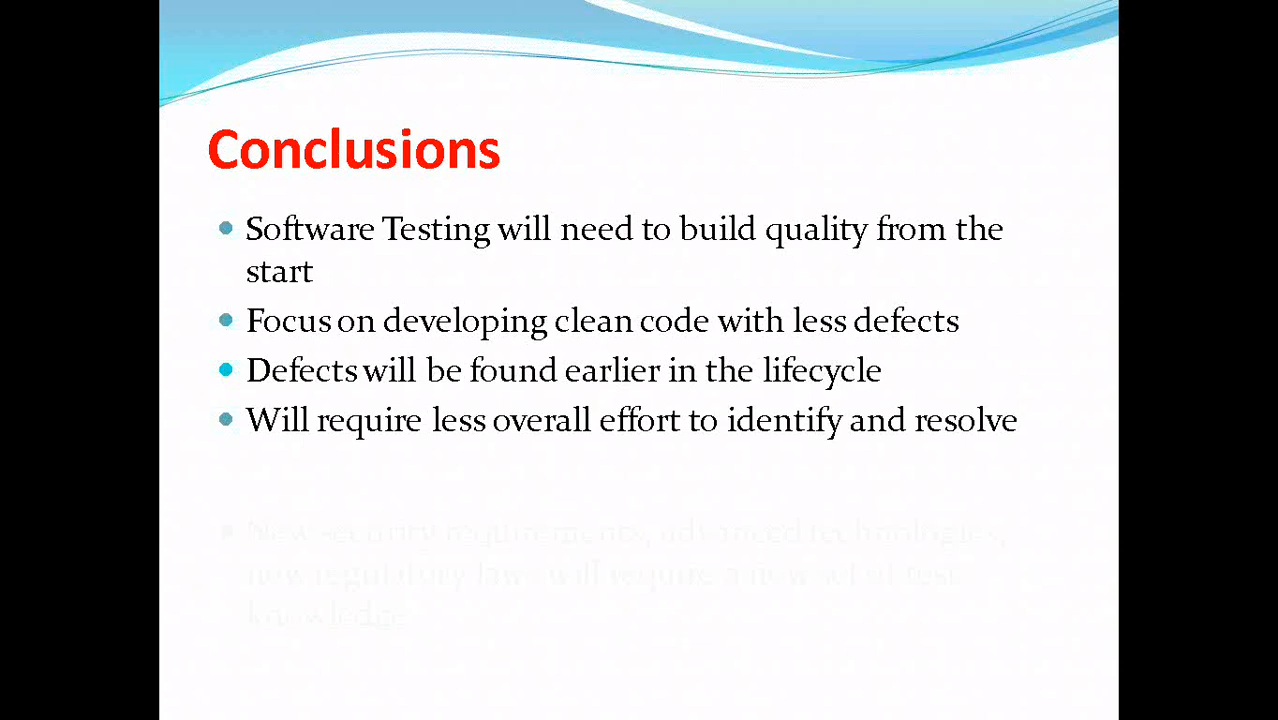 Conclusions
Software Testing will need to build quality from the
start
Focus on developing clean code with less defects
Defects will be found earlier in the lifecycle
Will require less overall effort to identify and resolve
New security requirements, advanced technologies,
new regulatory laws will require a new set of test
knowledge